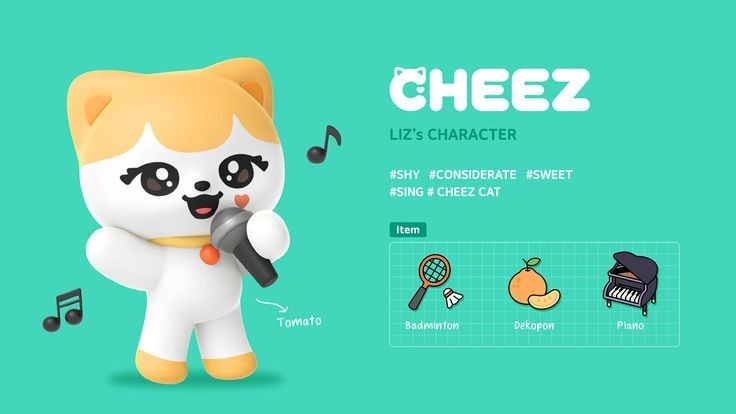 CHEEZ
LIZ's CHARACTER
#SHY #CONSIDERATE #SWEET
#SING # CHEEZ CAT
Item
Badminton Dekopon Piano
Tomato